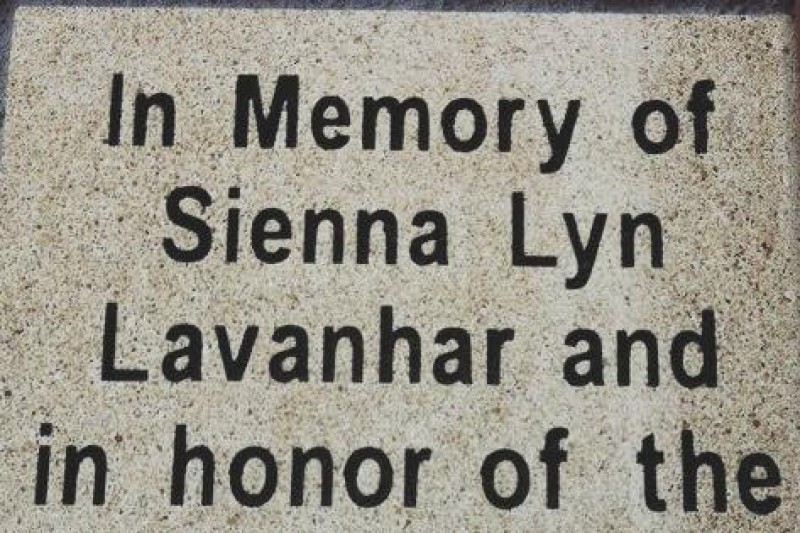 In Memory of
Sienna Lyn
Lavanhar and
in honor of the